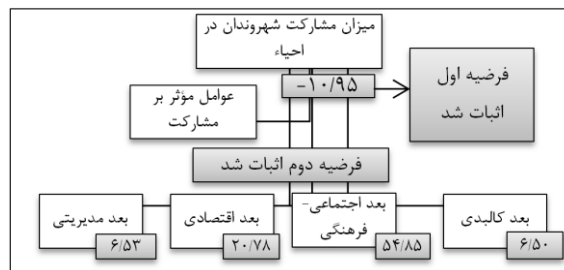 میزان مشارکت شهروندان در
احیاء
-۱۰/۹۵
فرضیه اول
اثبات شد
عوامل مؤثر بر
مشارکت
فرضیه دوم اثبات شد
بعد کالبدی
۶/۵۰
بعد اجتماعی-
فرهنگی
۵۴/۸۵
بعد اقتصادی
۲۰/۷۸
بعد مدیریتی
۶/۵۳